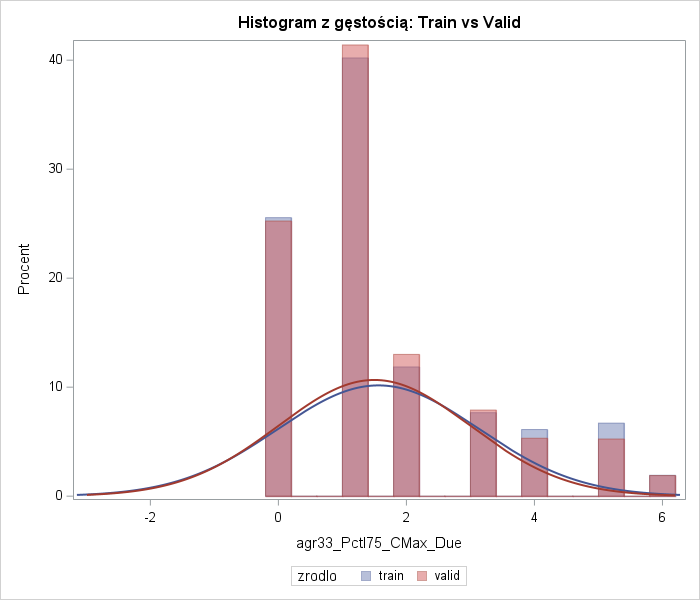 Histogram z gęstością: Train vs Valid
Procent
40
30
20
10
0
-2
0
2
4
6
agr33_Pctl75_CMax_Due
zrodlo train valid